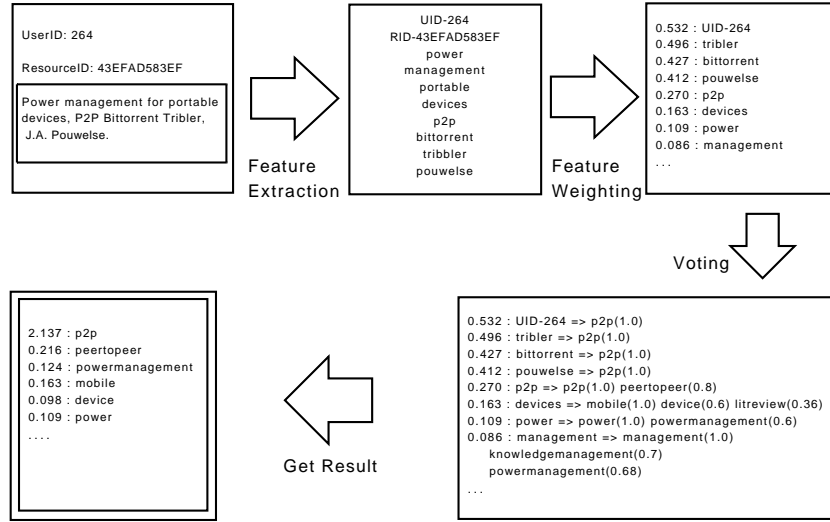 UserID: 264
ResourceID: 43EFAD583EF
Power management for portable
devices, P2P Bittorrent Tribler,
J.A. Pouwelse.
Feature
Extraction
UID-264
RID-43EFAD583EF
power
management
portable
devices
p2p
bittorrent
tribbler
pouwelse
Feature
Weighting
0.532 : UID-264
0.496 : tribler
0.427 : bittorrent
0.412 : pouwelse
0.270 : p2p
0.163 : devices
0.109 : power
0.086 : management
...
Voting
0.532 : UID-264 => p2p(1.0)
0.496 : tribler => p2p(1.0)
0.427 : bittorrent => p2p(1.0)
0.412 : pouwelse => p2p(1.0)
0.270 : p2p => p2p(1.0) peertopeer(0.8)
0.163 : devices => mobile(1.0) device(0.6) litreview(0.36)
0.109 : power => power(1.0) powermanagement(0.6)
0.086 : management => management(1.0)
knowledgemanagement(0.7)
powermanagement(0.68)
...
Get Result
2.137 : p2p
0.216 : peertopeer
0.124 : powermanagement
0.163 : mobile
0.098 : device
0.109 : power
....